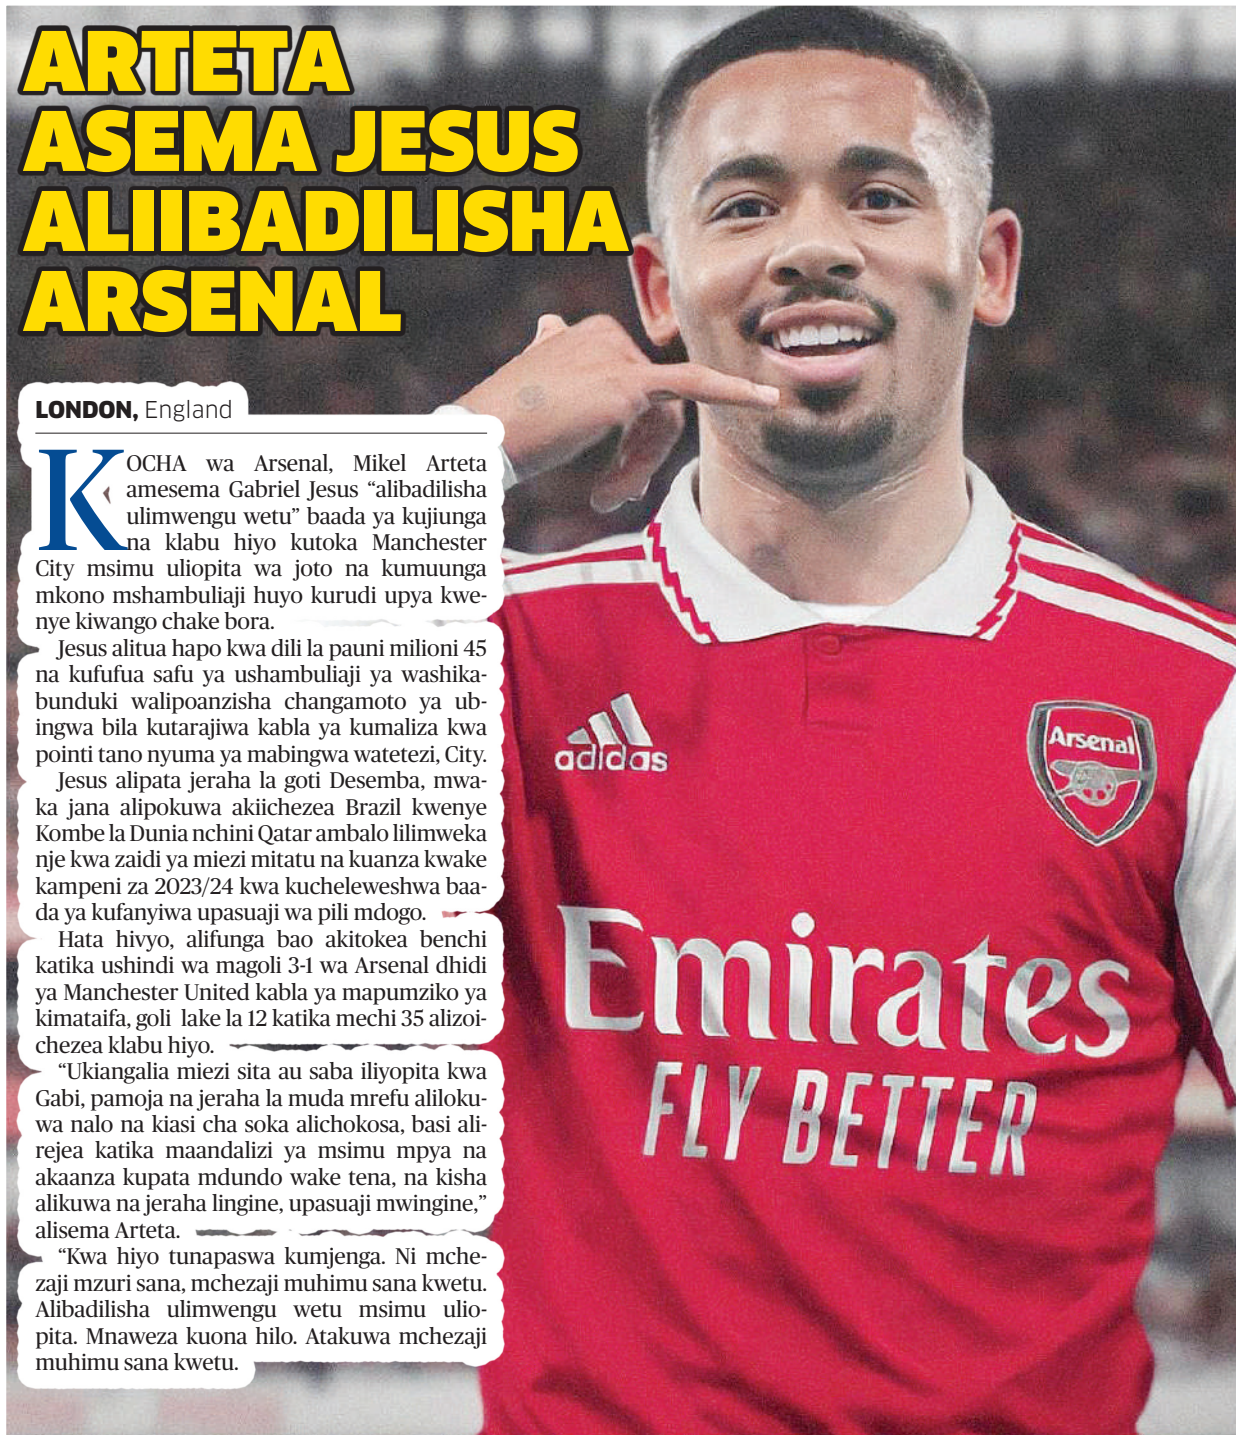 ARTETA
ASEMA JESUS
ALIIBADILISHA
ARSENAL
LONDON, England
KOCHA wa Arsenal, Mikel Arteta
amesema Gabriel Jesus “alibadilisha
ulimwengu wetu” baada ya kujiunga
na klabu hiyo kutoka Manchester
City msimu uliopita wa joto na kumuunga
mkono mshambuliaji huyo kurudi upya kwe-
nye kiwango chake bora.
Jesus alitua hapo kwa dili la pauni milioni 45
na kufufua safu ya ushambuliaji ya washika-
bunduki walipoanzisha changamoto ya ub-
ingwa bila kutarajiwa kabla ya kumaliza kwa
pointi tano nyuma ya mabingwa watetezi, City.
Jesus alipata jeraha la goti Desemba, mwa-
ka jana alipokuwa akiichezea Brazil kwenye
Kombe la Dunia nchini Qatar ambalo lilimweka
nje kwa zaidi ya miezi mitatu na kuanza kwake
kampeni za 2023/24 kwa kucheleweshwa baa-
da ya kufanyiwa upasuaji wa pili mdogo.
Hata hivyo, alifunga bao akitokea benchi
katika ushindi wa magoli 3-1 wa Arsenal dhidi
ya Manchester United kabla ya mapumziko ya
kimataifa, goli lake la 12 katika mechi 35 alizoi-
chezea klabu hiyo.
“Ukiangalia miezi sita au saba iliyopita kwa
Gabi, pamoja na jeraha la muda mrefu aliloku-
wa nalo na kiasi cha soka alichokosa, basi ali-
rejea katika maandalizi ya msimu mpya na
akaanza kupata mdundo wake tena, na kisha
alikuwa na jeraha lingine, upasuaji mwingine,”
alisema Arteta.
“Kwa hiyo tunapaswa kumjenga. Ni mche-
zaji mzuri sana, mchezaji muhimu sana kwetu.
Alibadilisha ulimwengu wetu msimu ulio-
pita. Mnaweza kuona hilo. Atakuwa mchezaji
muhimu sana kwetu.
adidas
Arsenal
Emirates
FLY BETTER